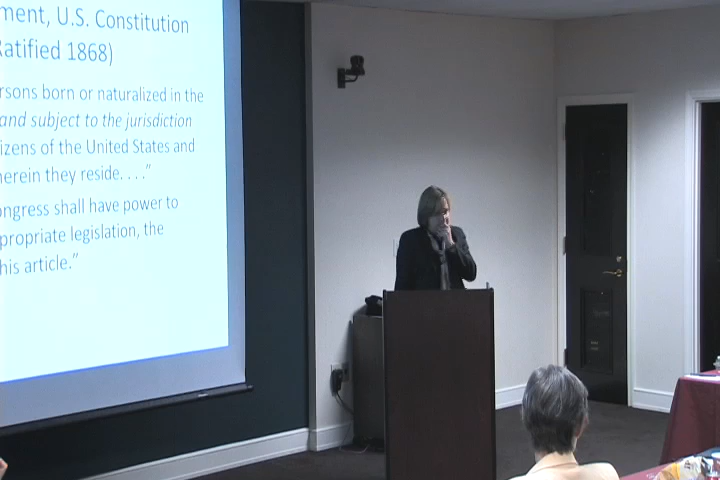 ment, U.S. Constitution
Ratified 1868)
rsons born or naturalized in the
and subject to the jurisdiction
izens of the United States and
herein they reside. . . .”
ongress shall have power to
propriate legislation, the
his article.”